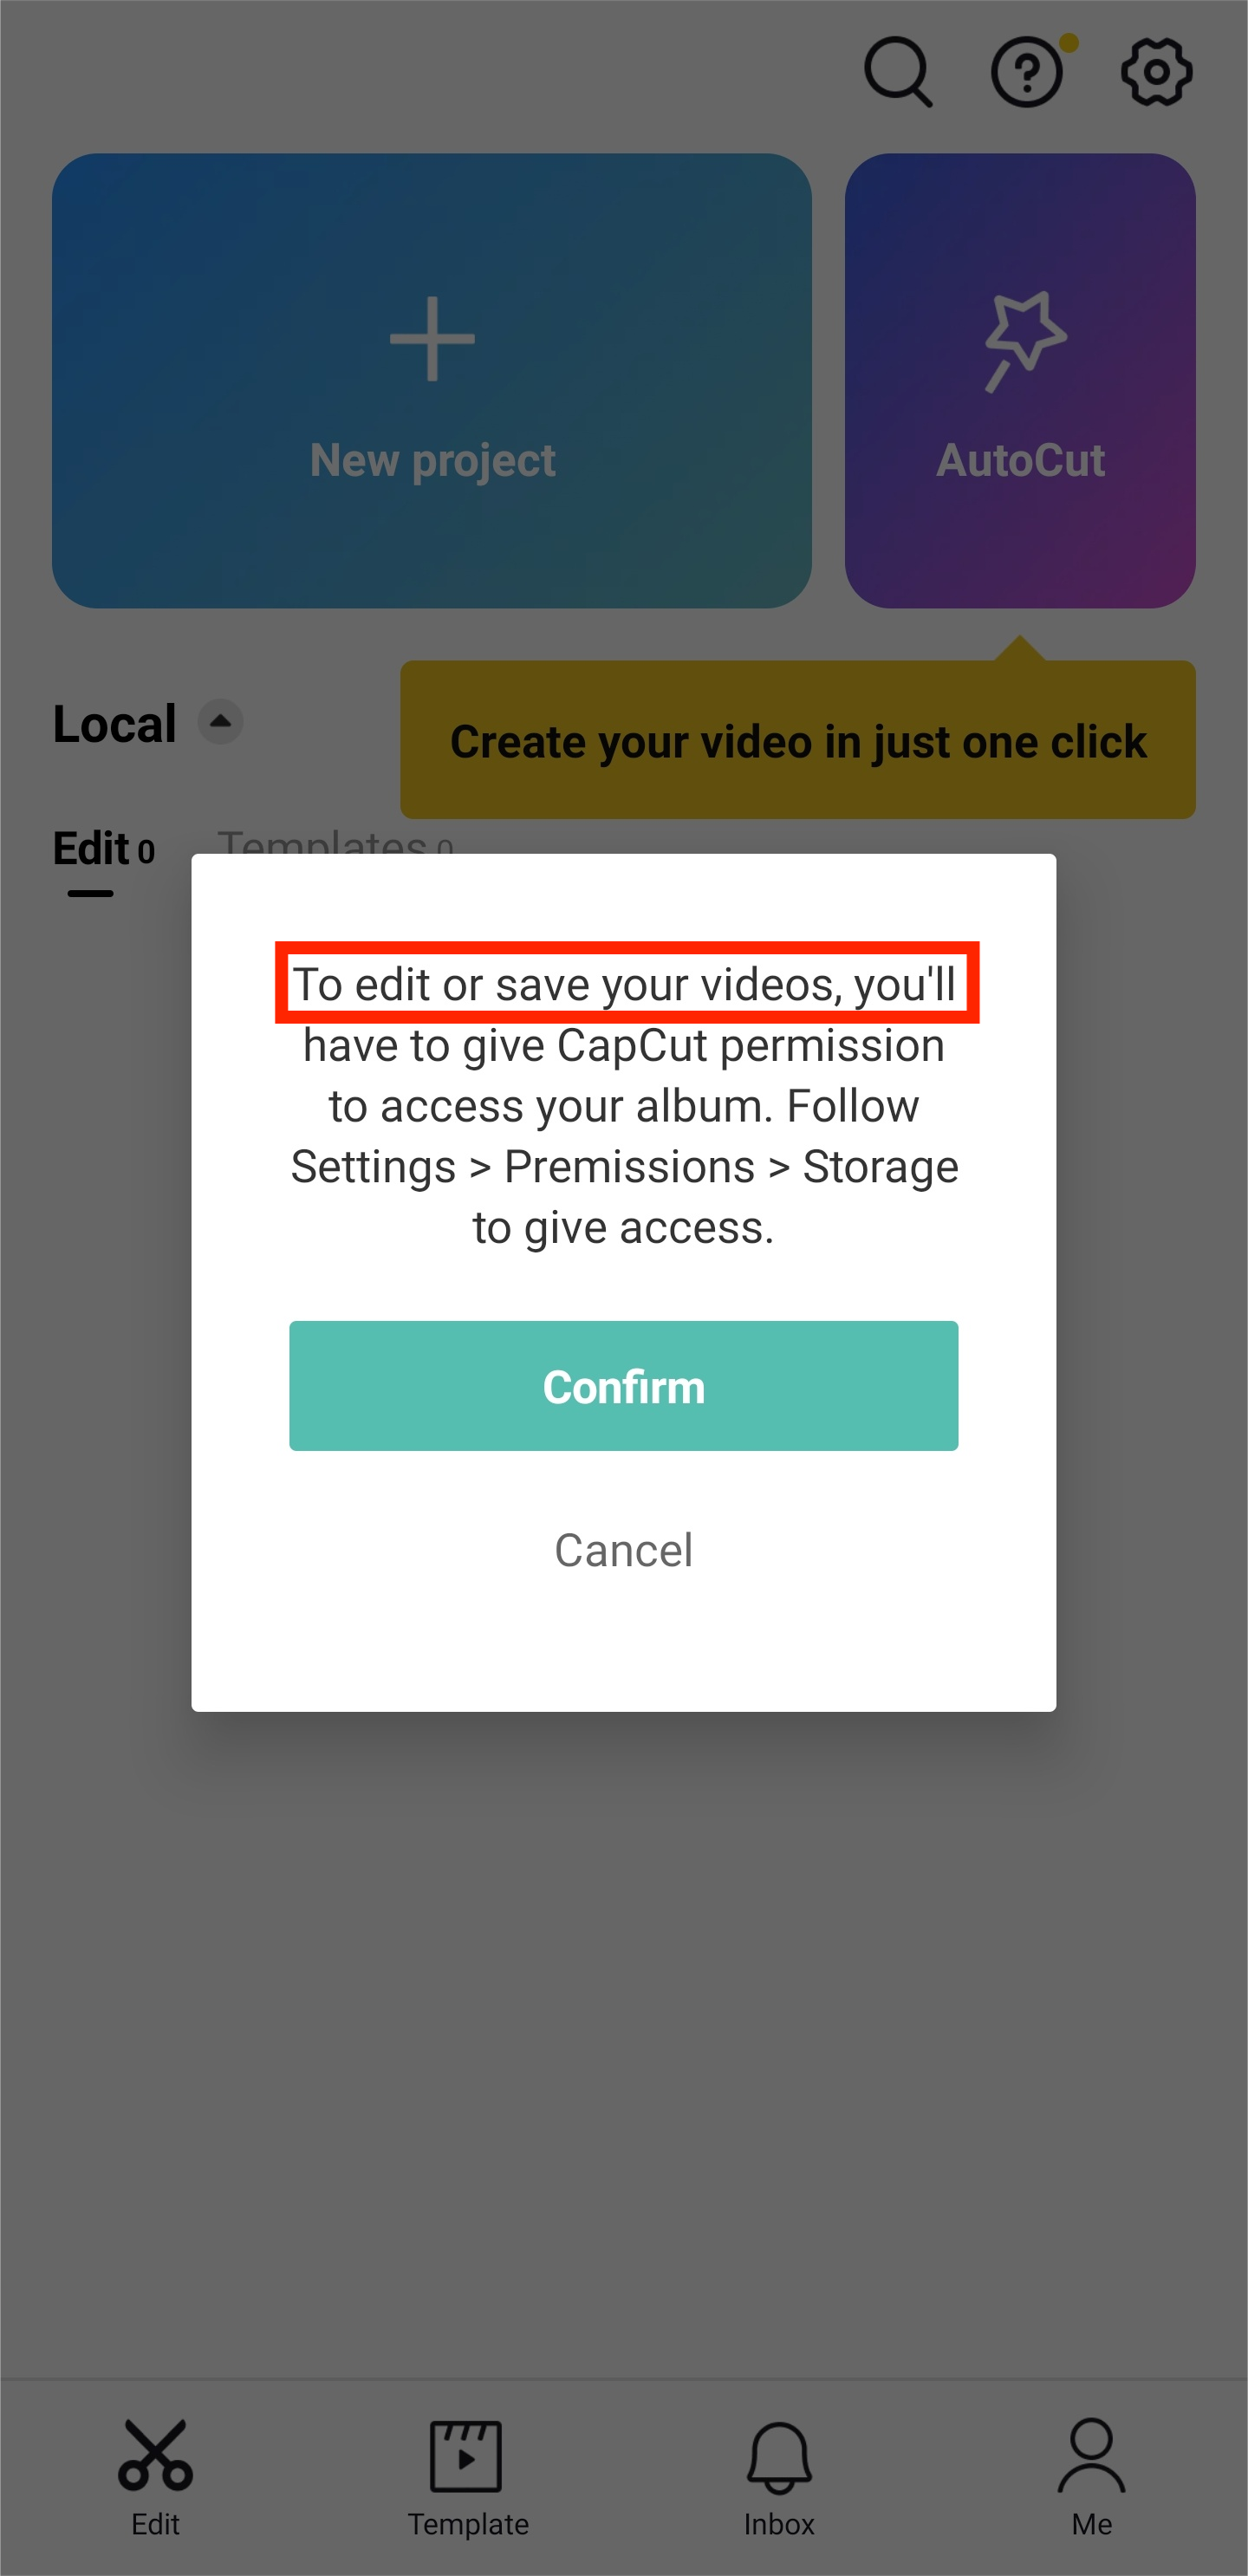 New project
AutoCut
Local
Create your video in just one click
Edit 0
Templates 0
To edit or save your videos, you'll
have to give CapCut permission
to access your album. Follow
Settings > Premissions > Storage
to give access.
Confirm
Cancel
Edit
Template
Inbox
Me